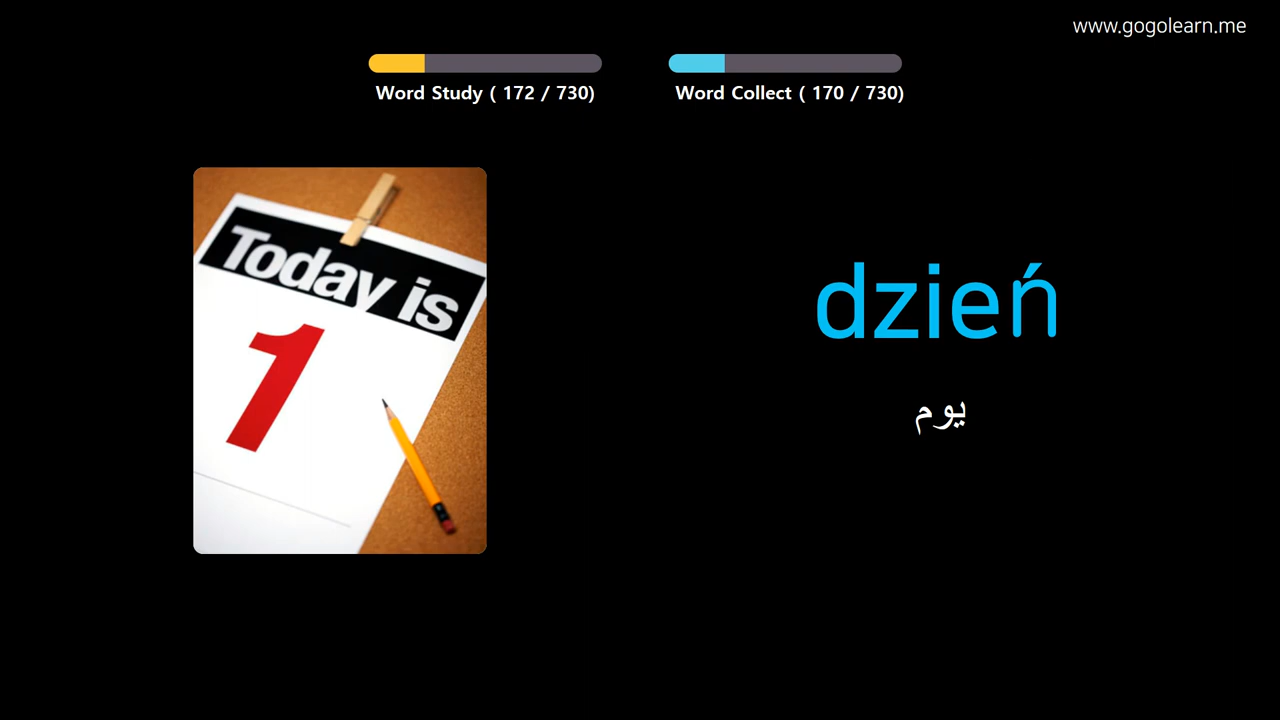 www.gogolearn.me
Word Study ( 172 / 730)
Word Collect ( 170 / 730)
Today is
1
dzień
يوم